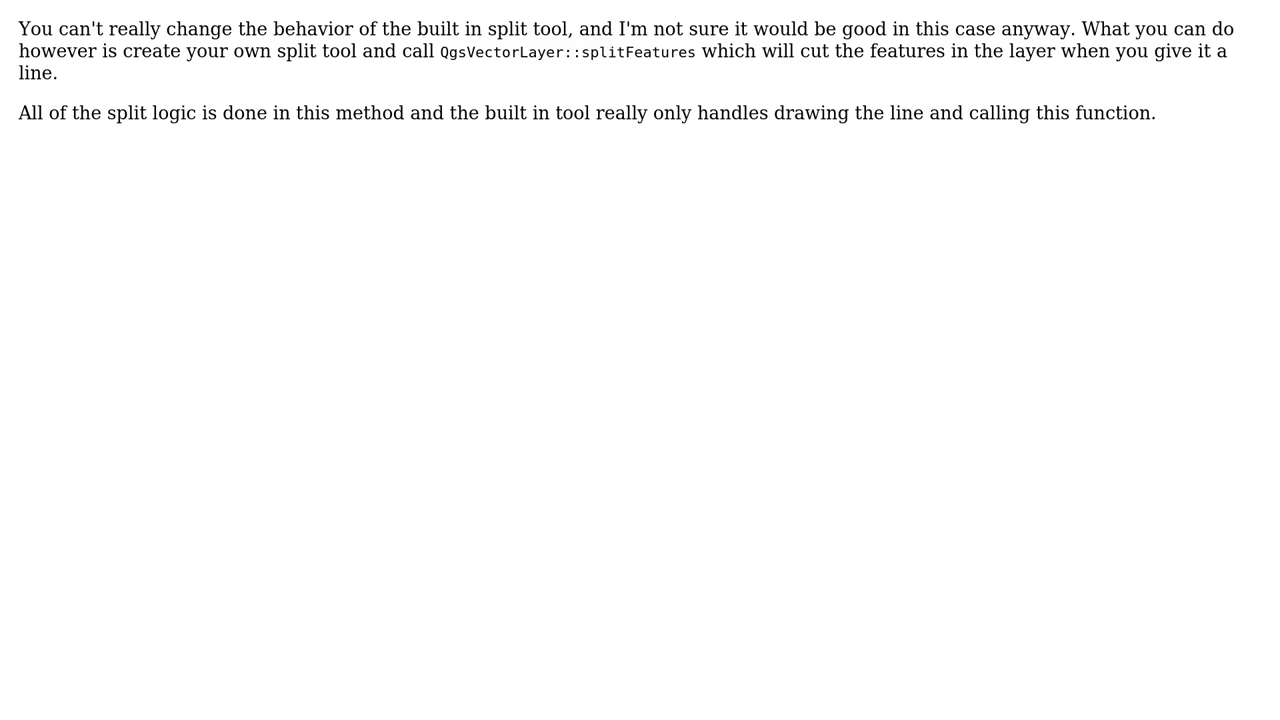 You can't really change the behavior of the built in split tool, and I'm not sure it would be good in this case anyway. What you can do
however is create your own split tool and call QgsVectorLayer::splitFeatures which will cut the features in the layer when you give it a
line.
All of the split logic is done in this method and the built in tool really only handles drawing the line and calling this function.